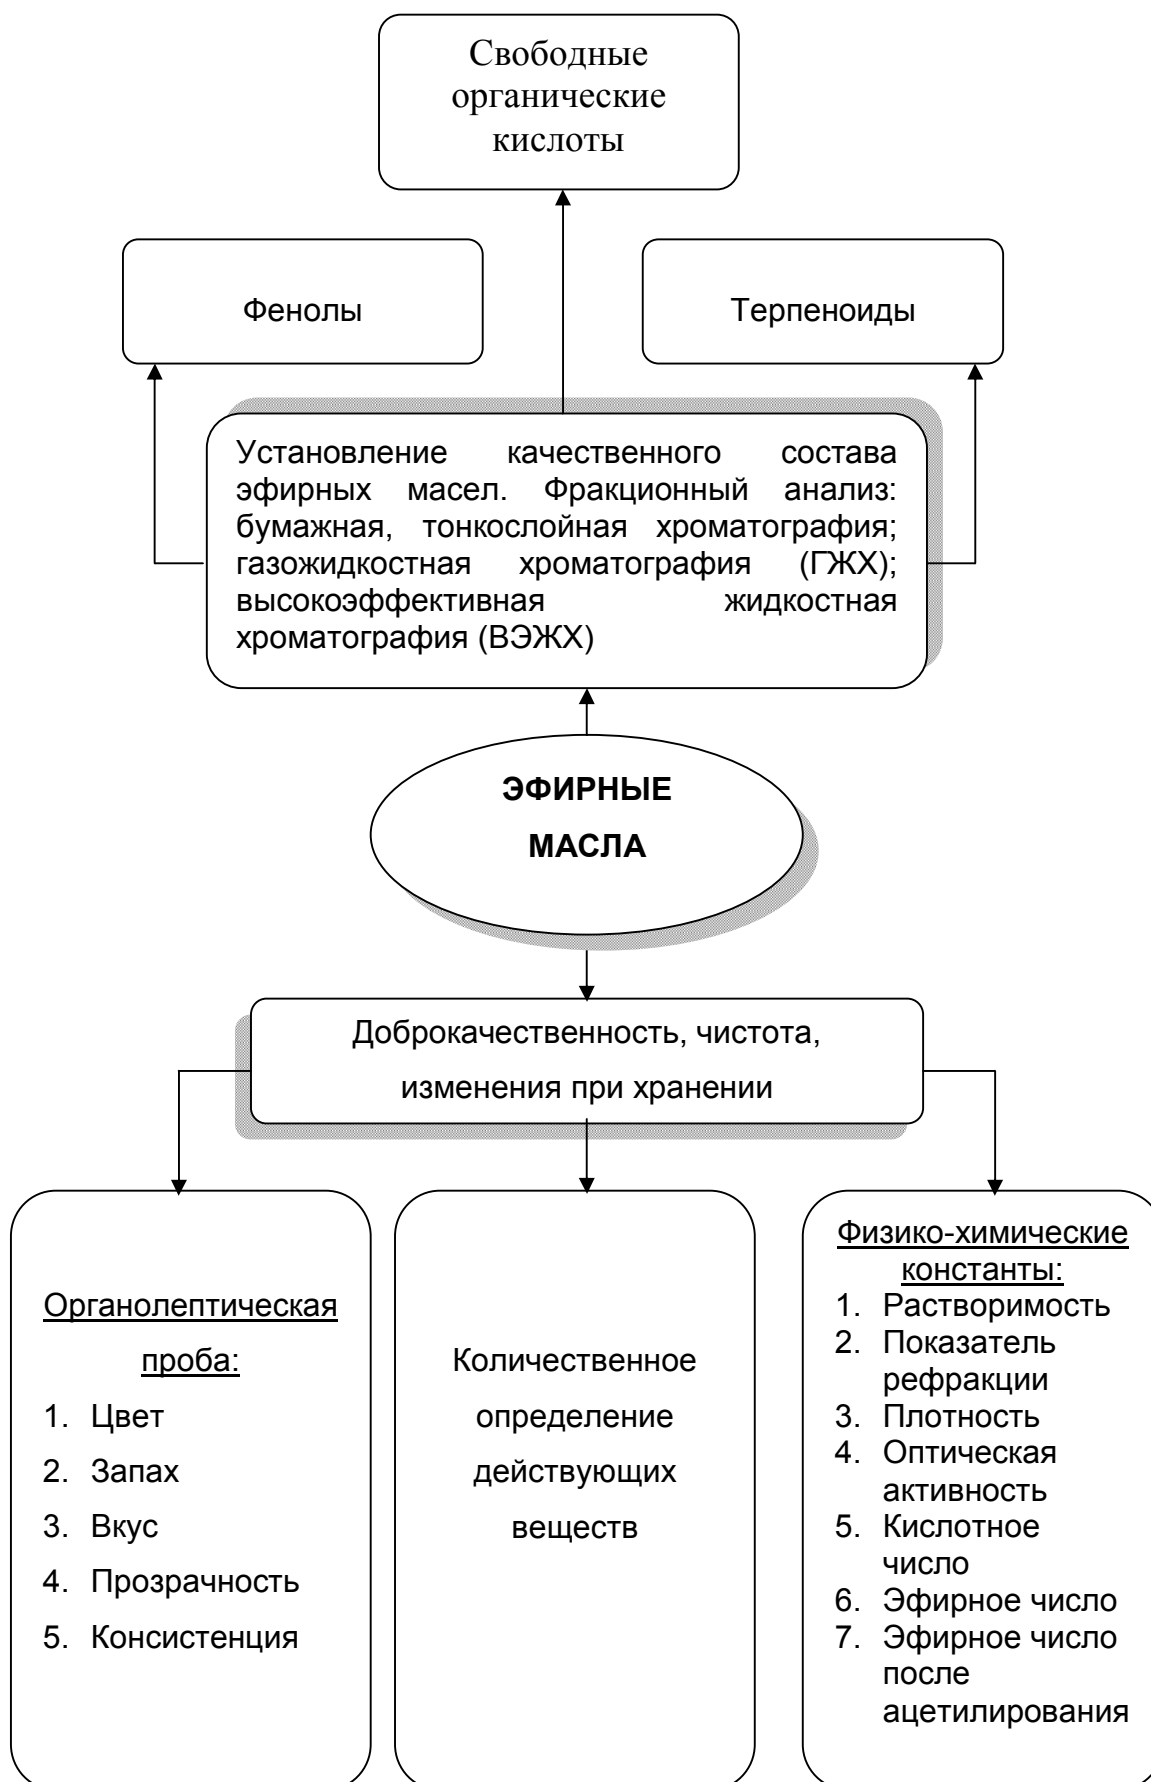 Свободные
органические
кислоты
Фенолы
Терпеноиды
Установление качественного состава
эфирных масел. Фракционный анализ:
бумажная, тонкослойная хроматография;
газожидкостная хроматография (ГЖХ);
высокоэффективная жидкостная
хроматография (ВЭЖХ)
ЭФИРНЫЕ
МАСЛА
Доброкачественность, чистота,
изменения при хранении
Органолептическая
проба:
1. Цвет
2. Запах
3. Вкус
4. Прозрачность
5. Консистенция
Количественное
определение
действующих
веществ
Физико-химические
константы:
1. Растворимость
2. Показатель
рефракции
3. Плотность
4. Оптическая
активность
5. Кислотное
число
6. Эфирное число
7. Эфирное число
после
ацетилирования